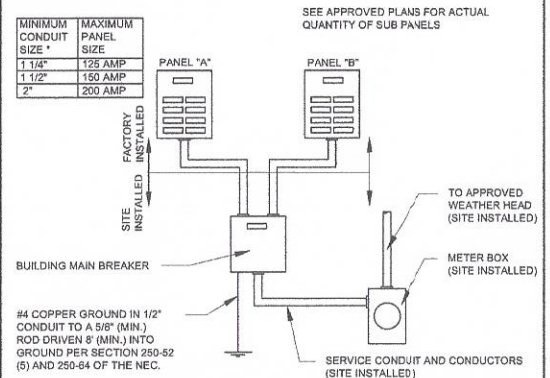 SEE APPROVED PLANS FOR ACTUAL
QUANTITY OF SUB PANELS
MINIMUM CONDUIT SIZE * MAXIMUM PANEL SIZE
1 1/4" 125 AMP
1 1/2" 150 AMP
2" 200 AMP
PANEL "A"
PANEL "B"
FACTORY
INSTALLED
SITE
INSTALLED
TO APPROVED
WEATHER HEAD
(SITE INSTALLED)
BUILDING MAIN BREAKER
METER BOX
(SITE INSTALLED)
#4 COPPER GROUND IN 1/2"
CONDUIT TO A 5/8" (MIN.)
ROD DRIVEN 8' (MIN.) INTO
GROUND PER SECTION 250-52
(5) AND 250-64 OF THE NEC.
SERVICE CONDUIT AND CONDUCTORS
(SITE INSTALLED)